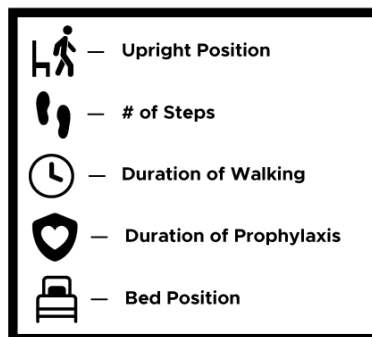 — Upright Position
— # of Steps
— Duration of Walking
— Duration of Prophylaxis
— Bed Position